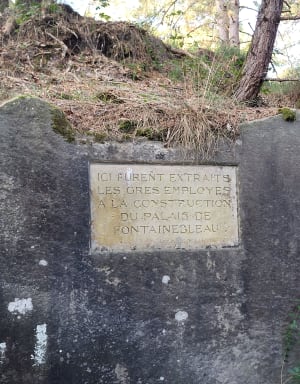 ICI FURENT EXTRAITS
LES GRES EMPLOYES
A LA CONSTRUCTION
DU PALAIS DE
FONTAINEBLEAU